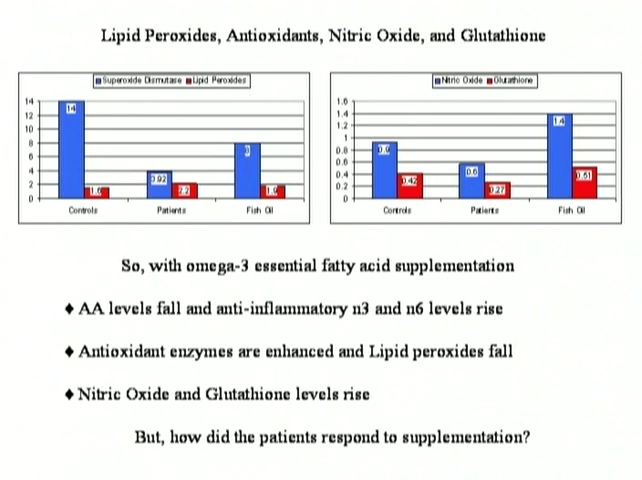 Lipid Peroxides, Antioxidants, Nitric Oxide, and Glutathione
Superoxide Dismutase Lipid Peroxides
14
12
10
8
6
4
2
0
14
1.6
3.92
2.2
8
1.9
Controls Patients Fish Oil
Nitric Oxide Glutathione
1.6
1.4
1.2
1
0.8
0.6
0.4
0.2
0
0.9
0.42
0.6
0.27
1.4
0.51
Controls Patients Fish Oil
So, with omega-3 essential fatty acid supplementation
♦ AA levels fall and anti-inflammatory n3 and n6 levels rise
♦ Antioxidant enzymes are enhanced and Lipid peroxides fall
♦ Nitric Oxide and Glutathione levels rise
But, how did the patients respond to supplementation?